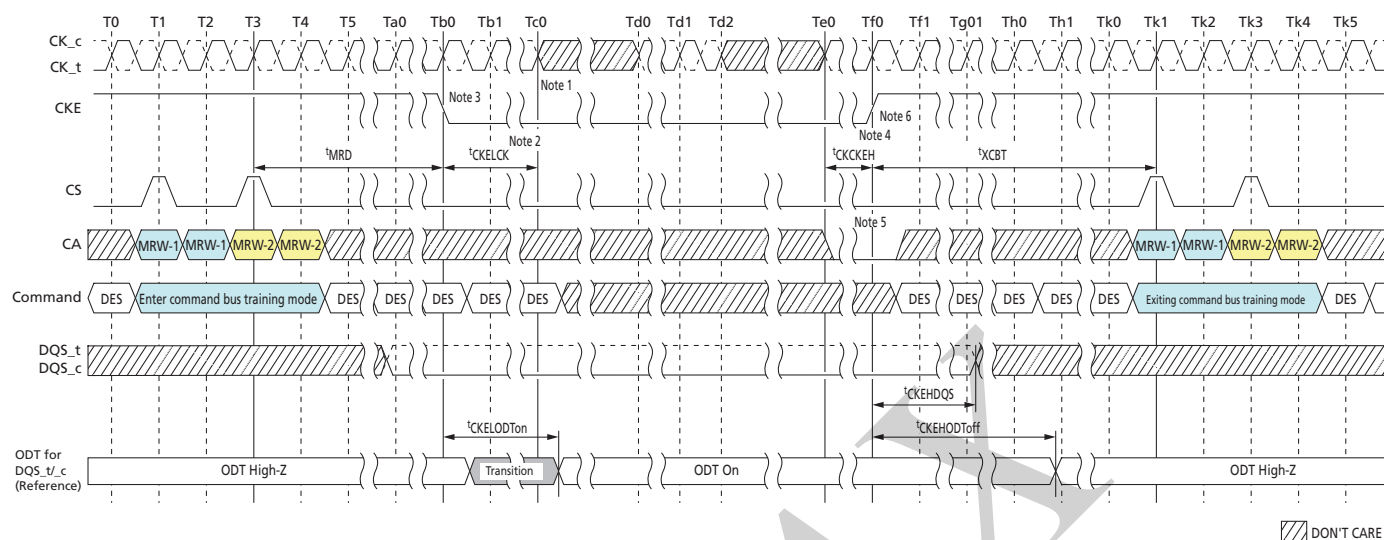 T0 T1 T2 T3 T4 T5 Ta0 Tb0 Tb1 Tc0 Td0 Td1 Td2 Te0 Tf0 Tf1 Tg01 Th0 Th1 Tk0 Tk1 Tk2 Tk3 Tk4 Tk5
CK_c
CK_t
Note 1
CKE
Note 3
Note 6
Note 2
Note 4
tMRD
tCKELCK
tCKCKEH
tXCBT
CS
Note 5
CA
MRW-1 MRW-1 MRW-2 MRW-2 MRW-1 MRW-1 MRW-2 MRW-2
Command
DES Enter command bus training mode DES DES DES DES DES DES DES DES DES DES Exiting command bus training mode DES
DQS_t
DQS_c
tCKEHDQS
tCKELODTon
tCKEHODToff
ODT for
DQS_t/_c
(Reference)
ODT High-Z Transition ODT On ODT High-Z
DON'T CARE